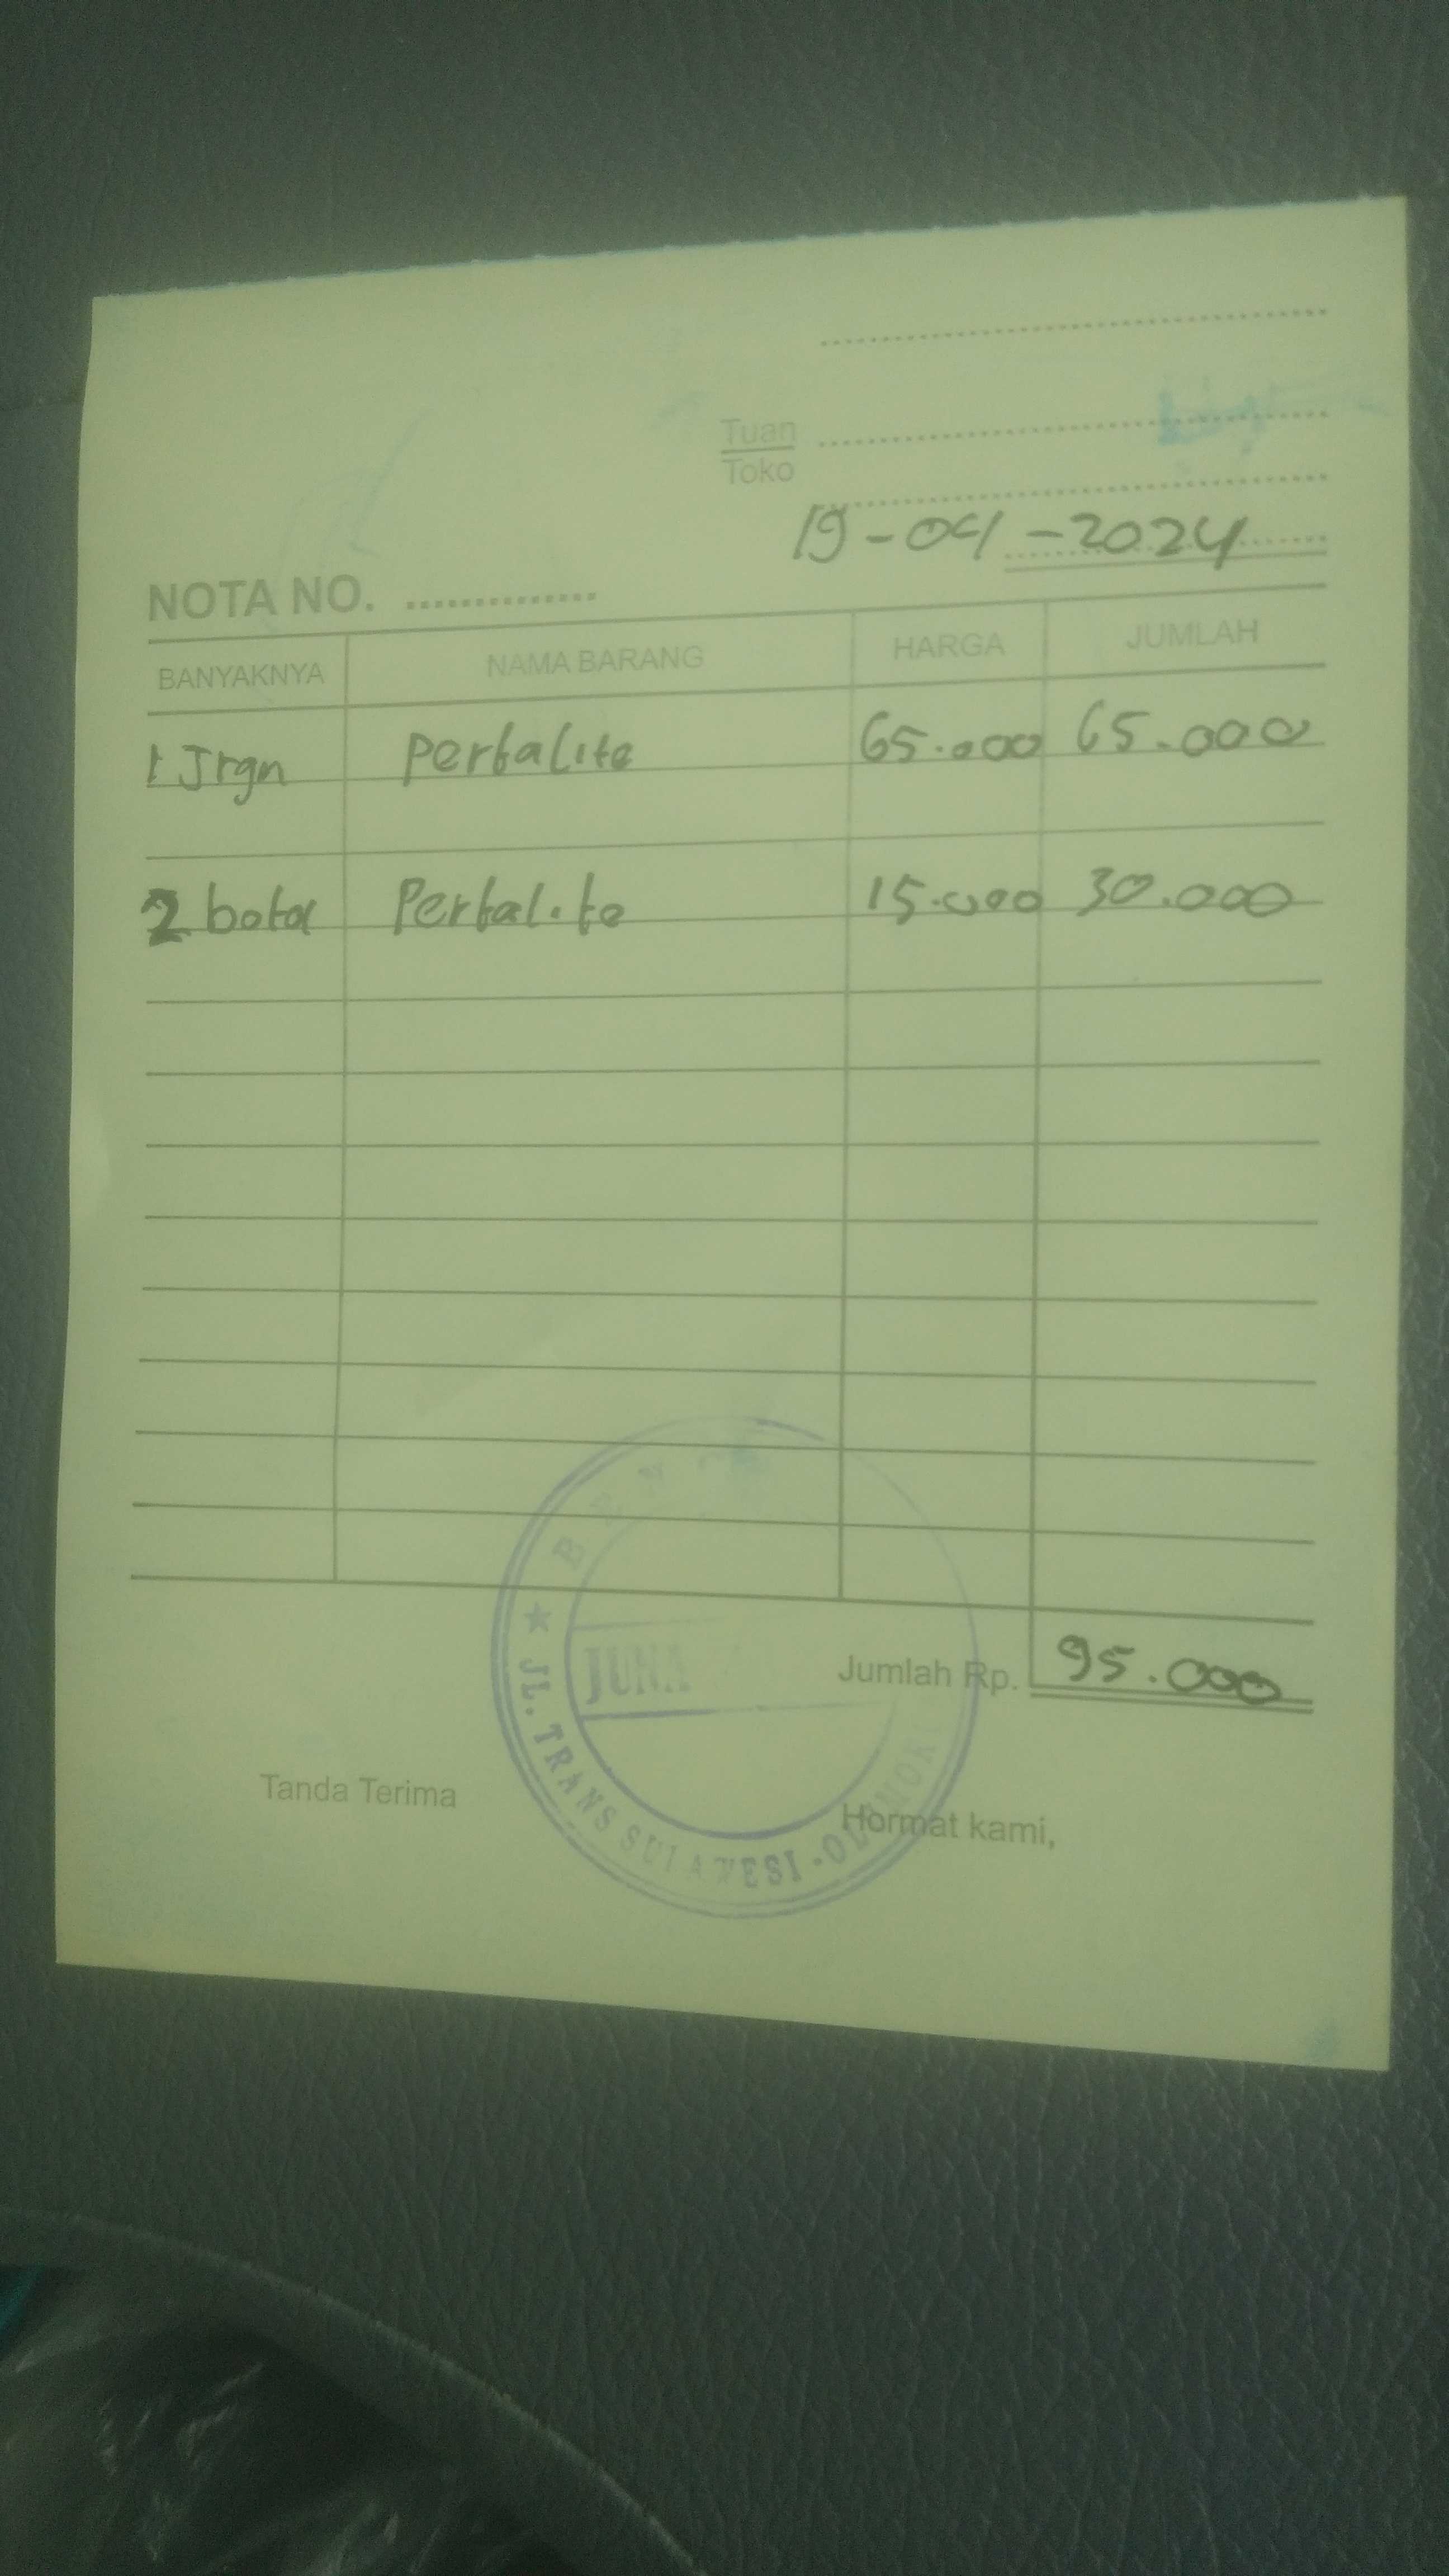 Tuan
Toko
19-04-2024
NOTA NO. ..............
BANYAKNYA NAMA BARANG HARGA JUMLAH
1 Jrgn Pertalite 65.000 65.000
2 botol Pertalite 15.000 30.000
Jumlah Rp. 95.000
JUNA
JL. TRANS SULAWESI -
Tanda Terima
Hormat kami,